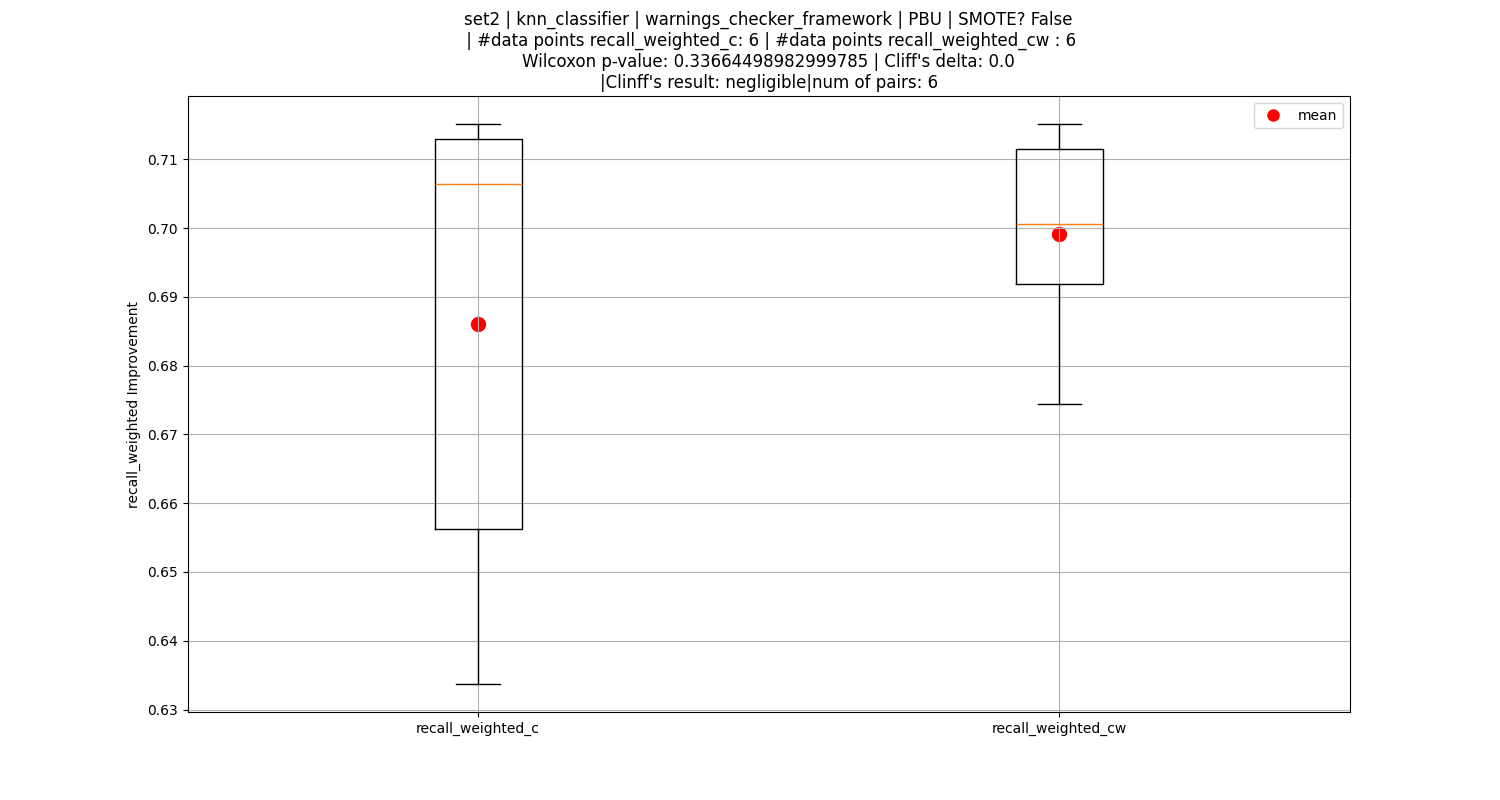 set2 | knn_classifier | warnings_checker_framework | PBU | SMOTE? False
| #data points recall_weighted_c: 6 | #data points recall_weighted_cw : 6
Wilcoxon p-value: 0.33664498982999785 | Cliff's delta: 0.0
|Clinff's result: negligible|num of pairs: 6
mean
0.71
0.70
0.69
0.68
0.67
0.66
0.65
0.64
0.63
recall_weighted Improvement
recall_weighted_c
recall_weighted_cw